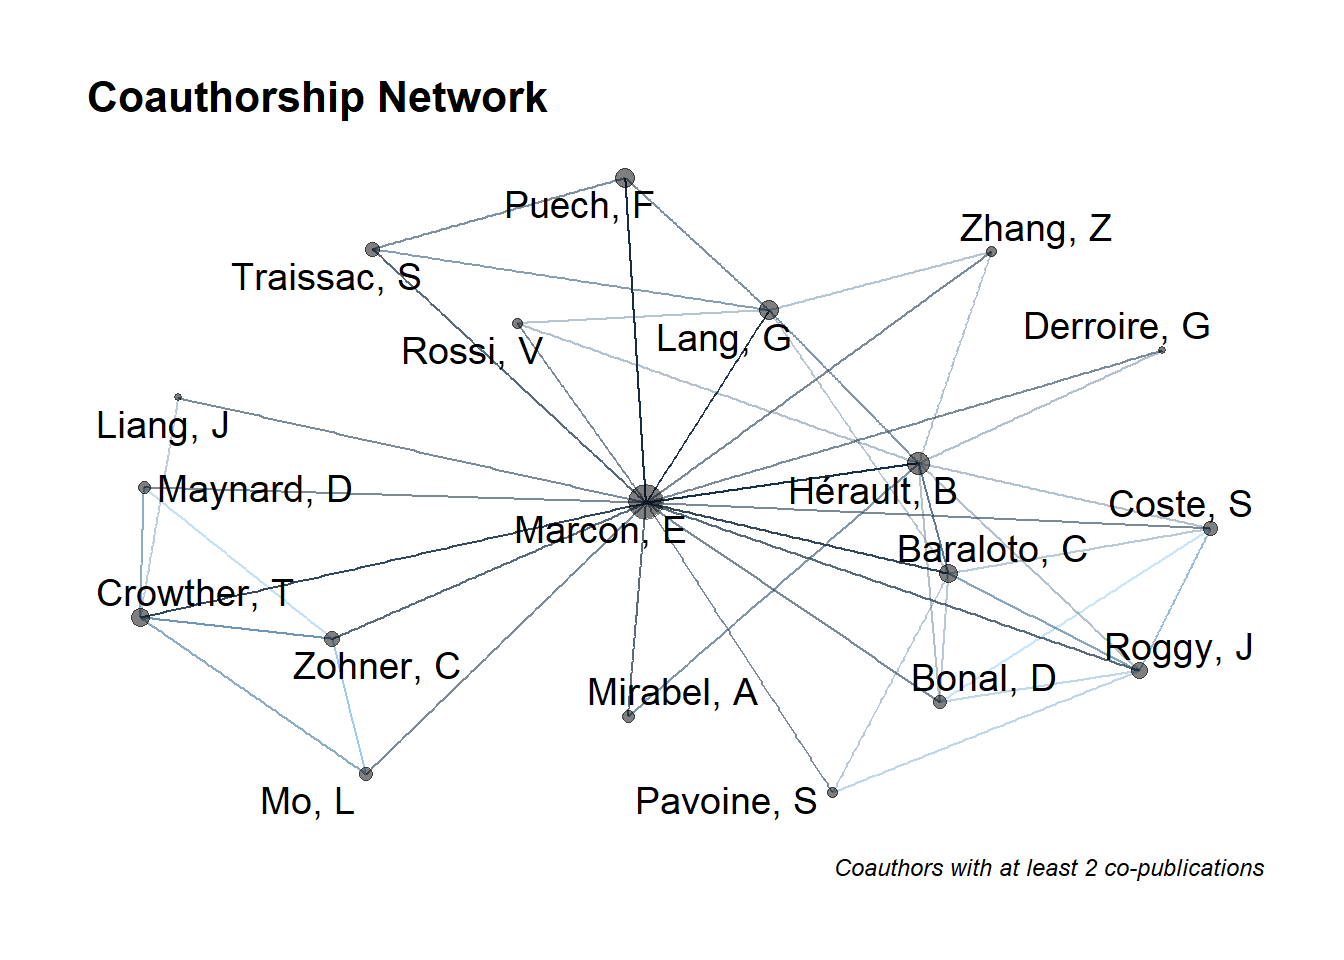 Coauthorship Network
Puech, F
Zhang, Z
Traissac, S
Derroire, G
Lang, G
Rossi, V
Liang, J
Maynard, D
Hérault, B
Coste, S
Marcon, E
Baraloto, C
Crowther, T
Roggy, J
Zohner, C
Bonal, D
Mirabel, A
Mo, L
Pavoine, S
Coauthors with at least 2 co-publications